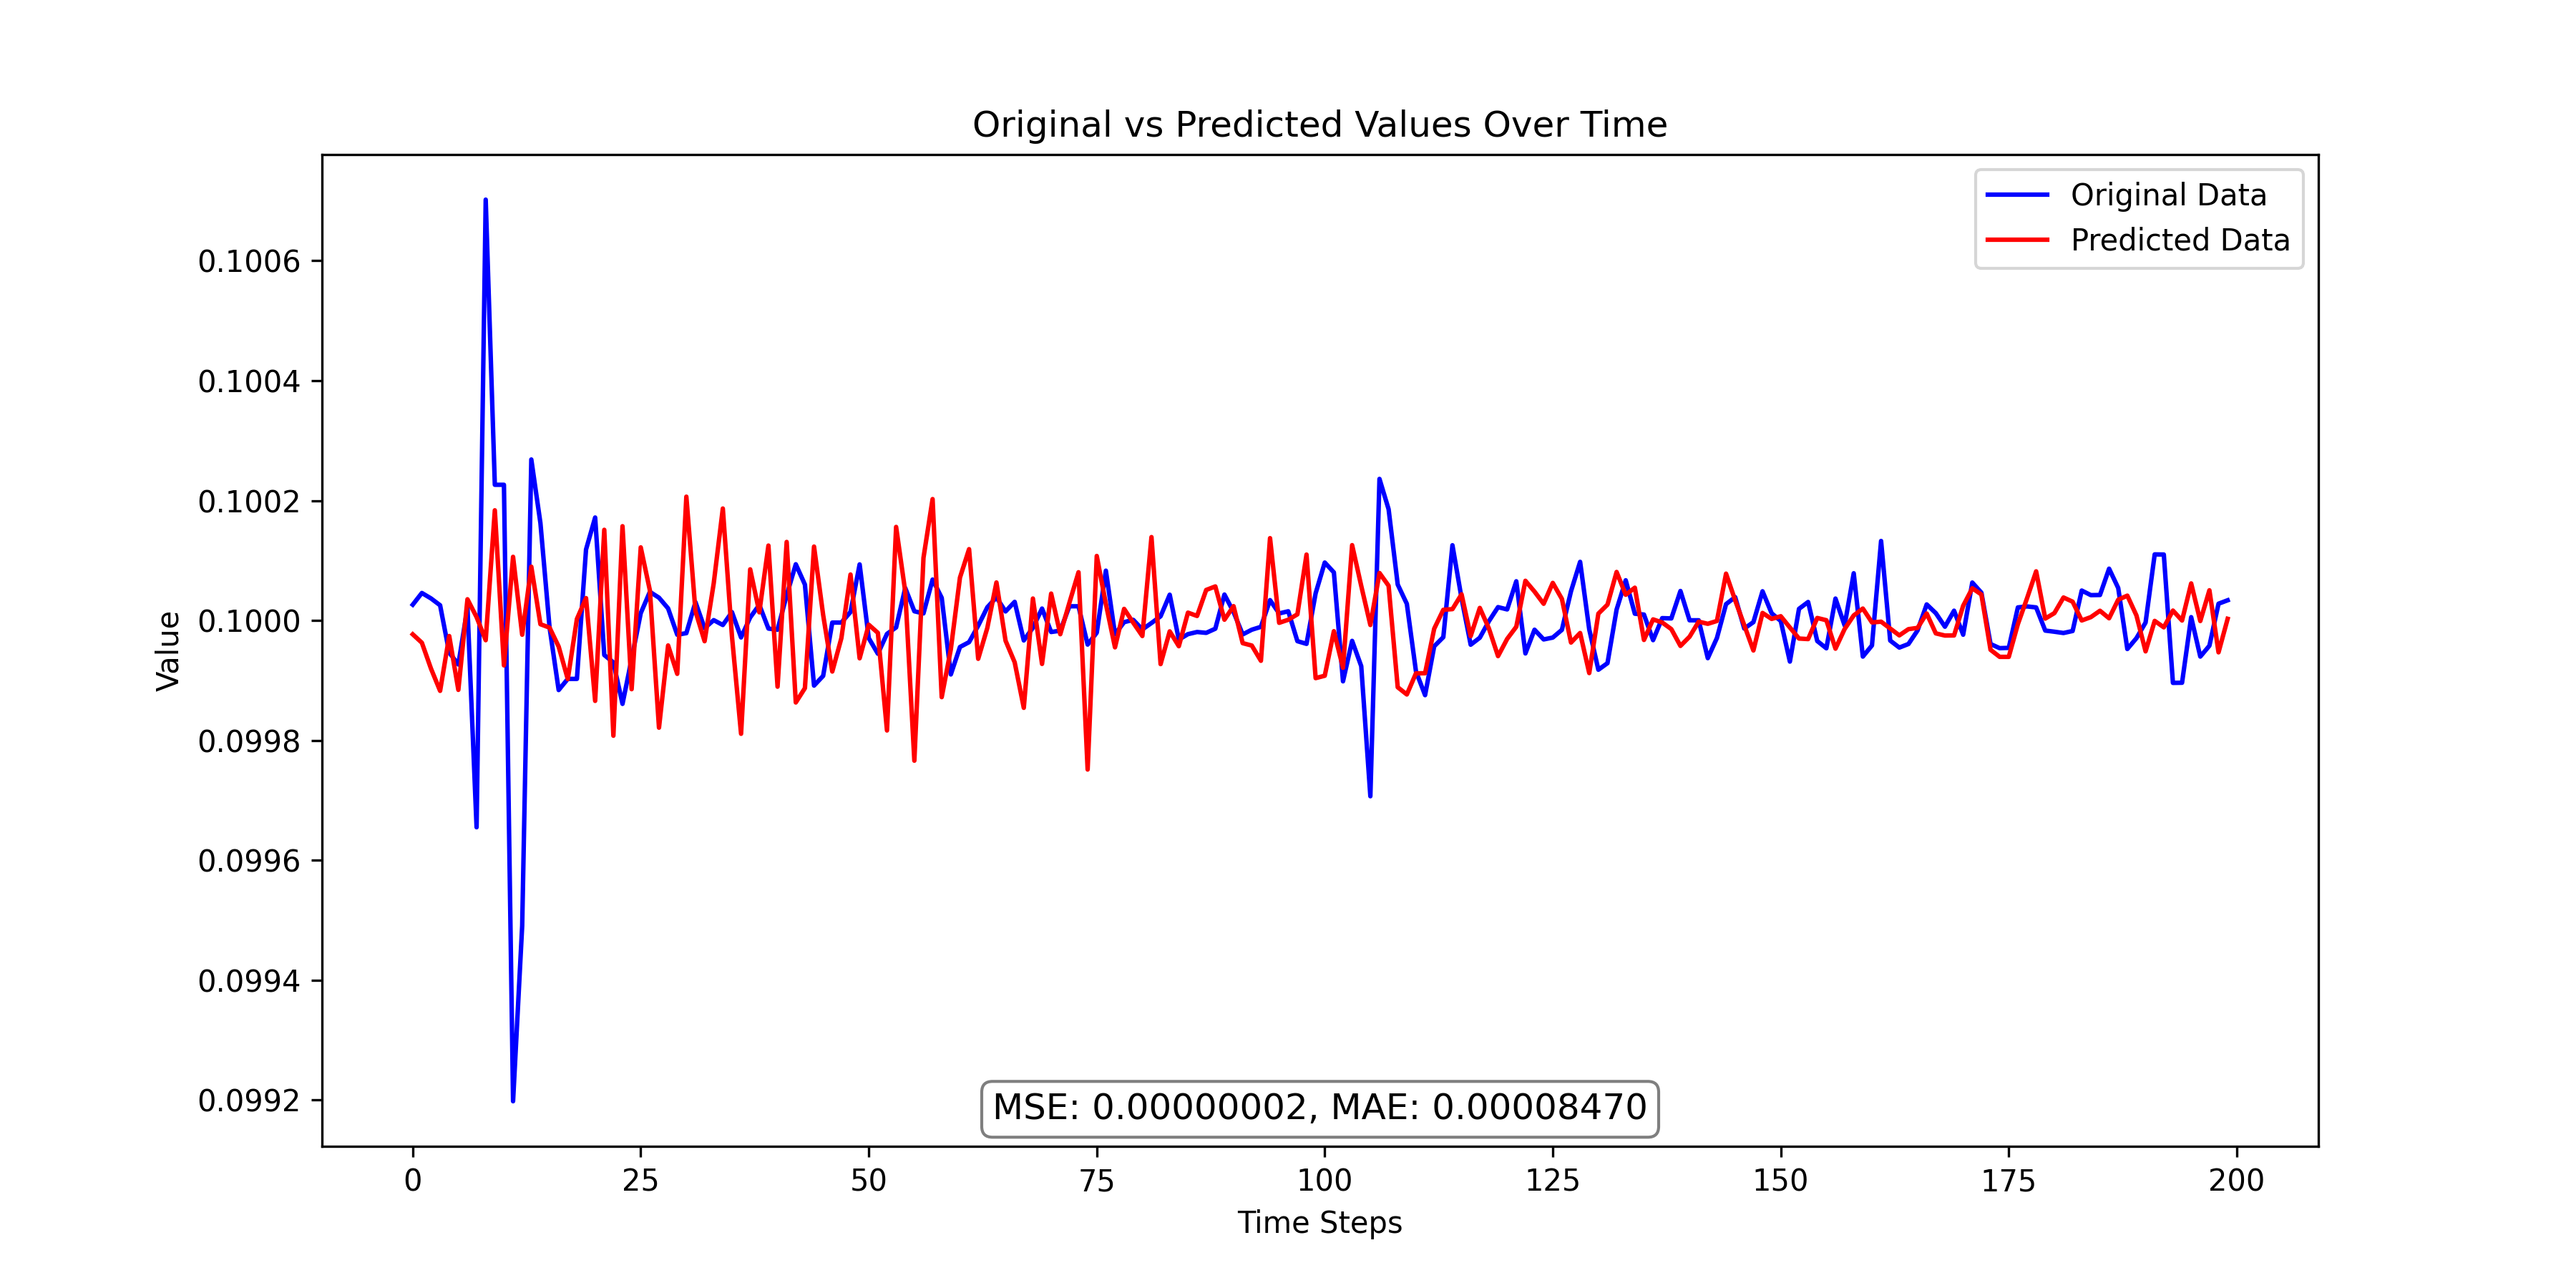 Original vs Predicted Values Over Time
Original Data
Predicted Data
0.1006
0.1004
0.1002
0.1000
0.0998
0.0996
0.0994
0.0992
Value
MSE: 0.00000002, MAE: 0.00008470
0 25 50 75 100 125 150 175 200
Time Steps